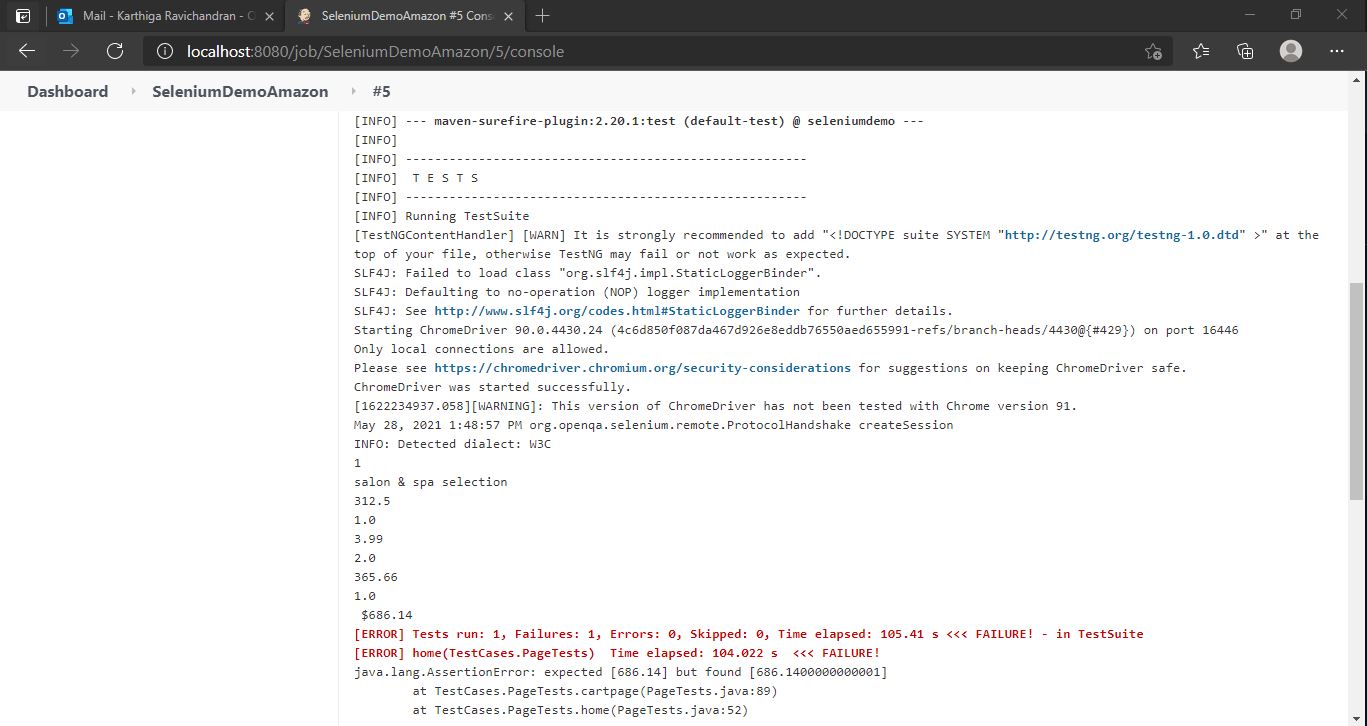 Mail - Karthiga Ravichandran - O
SeleniumDemoAmazon #5 Cons
localhost:8080/job/SeleniumDemoAmazon/5/console
Dashboard SeleniumDemoAmazon #5
[INFO] --- maven-surefire-plugin:2.20.1:test (default-test) @ seleniumdemo ---
[INFO]
[INFO] -------------------------------------------------------
[INFO]  T E S T S
[INFO] -------------------------------------------------------
[INFO] Running TestSuite
[TestNGContentHandler] [WARN] It is strongly recommended to add "<!DOCTYPE suite SYSTEM "http://testng.org/testng-1.0.dtd" >" at the
top of your file, otherwise TestNG may fail or not work as expected.
SLF4J: Failed to load class "org.slf4j.impl.StaticLoggerBinder".
SLF4J: Defaulting to no-operation (NOP) logger implementation
SLF4J: See http://www.slf4j.org/codes.html#StaticLoggerBinder for further details.
Starting ChromeDriver 90.0.4430.24 (4c6d850f087da467d926e8eddb76550aed655991-refs/branch-heads/4430@{#429}) on port 16446
Only local connections are allowed.
Please see https://chromedriver.chromium.org/security-considerations for suggestions on keeping ChromeDriver safe.
ChromeDriver was started successfully.
[1622234937.058][WARNING]: This version of ChromeDriver has not been tested with Chrome version 91.
May 28, 2021 1:48:57 PM org.openqa.selenium.remote.ProtocolHandshake createSession
INFO: Detected dialect: W3C
1
salon & spa selection
312.5
1.0
3.99
2.0
365.66
1.0
$686.14
[ERROR] Tests run: 1, Failures: 1, Errors: 0, Skipped: 0, Time elapsed: 105.41 s <<< FAILURE! - in TestSuite
[ERROR] home(TestCases.PageTests)  Time elapsed: 104.022 s  <<< FAILURE!
java.lang.AssertionError: expected [686.14] but found [686.1400000000001]
at TestCases.PageTests.cartpage(PageTests.java:89)
at TestCases.PageTests.home(PageTests.java:52)